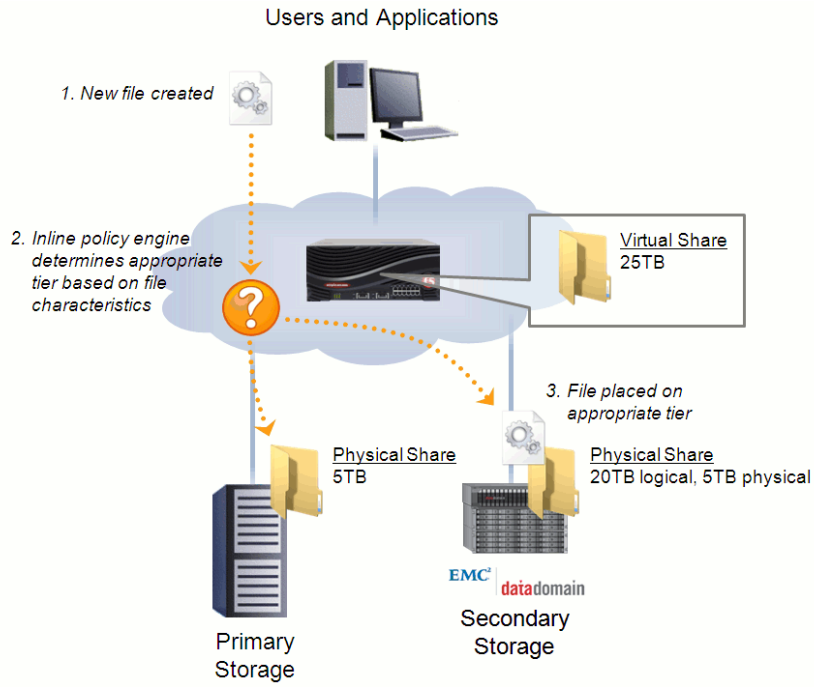 Users and Applications
1. New file created
2. Inline policy engine
determines appropriate
tier based on file
characteristics
Virtual Share
25TB
3. File placed on
appropriate tier
Physical Share
5TB
Physical Share
20TB logical, 5TB physical
EMC²
datadomain
Primary
Storage
Secondary
Storage